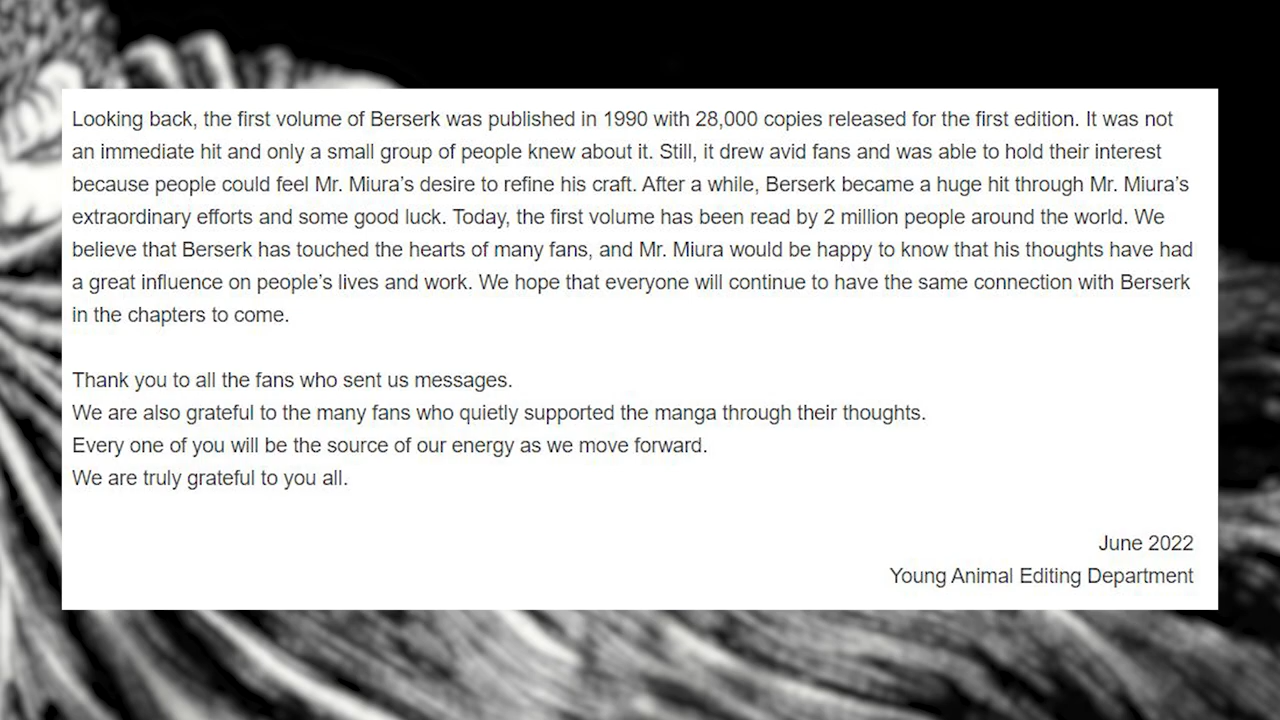 Looking back, the first volume of Berserk was published in 1990 with 28,000 copies released for the first edition. It was not
an immediate hit and only a small group of people knew about it. Still, it drew avid fans and was able to hold their interest
because people could feel Mr. Miura’s desire to refine his craft. After a while, Berserk became a huge hit through Mr. Miura’s
extraordinary efforts and some good luck. Today, the first volume has been read by 2 million people around the world. We
believe that Berserk has touched the hearts of many fans, and Mr. Miura would be happy to know that his thoughts have had
a great influence on people’s lives and work. We hope that everyone will continue to have the same connection with Berserk
in the chapters to come.
Thank you to all the fans who sent us messages.
We are also grateful to the many fans who quietly supported the manga through their thoughts.
Every one of you will be the source of our energy as we move forward.
We are truly grateful to you all.
June 2022
Young Animal Editing Department